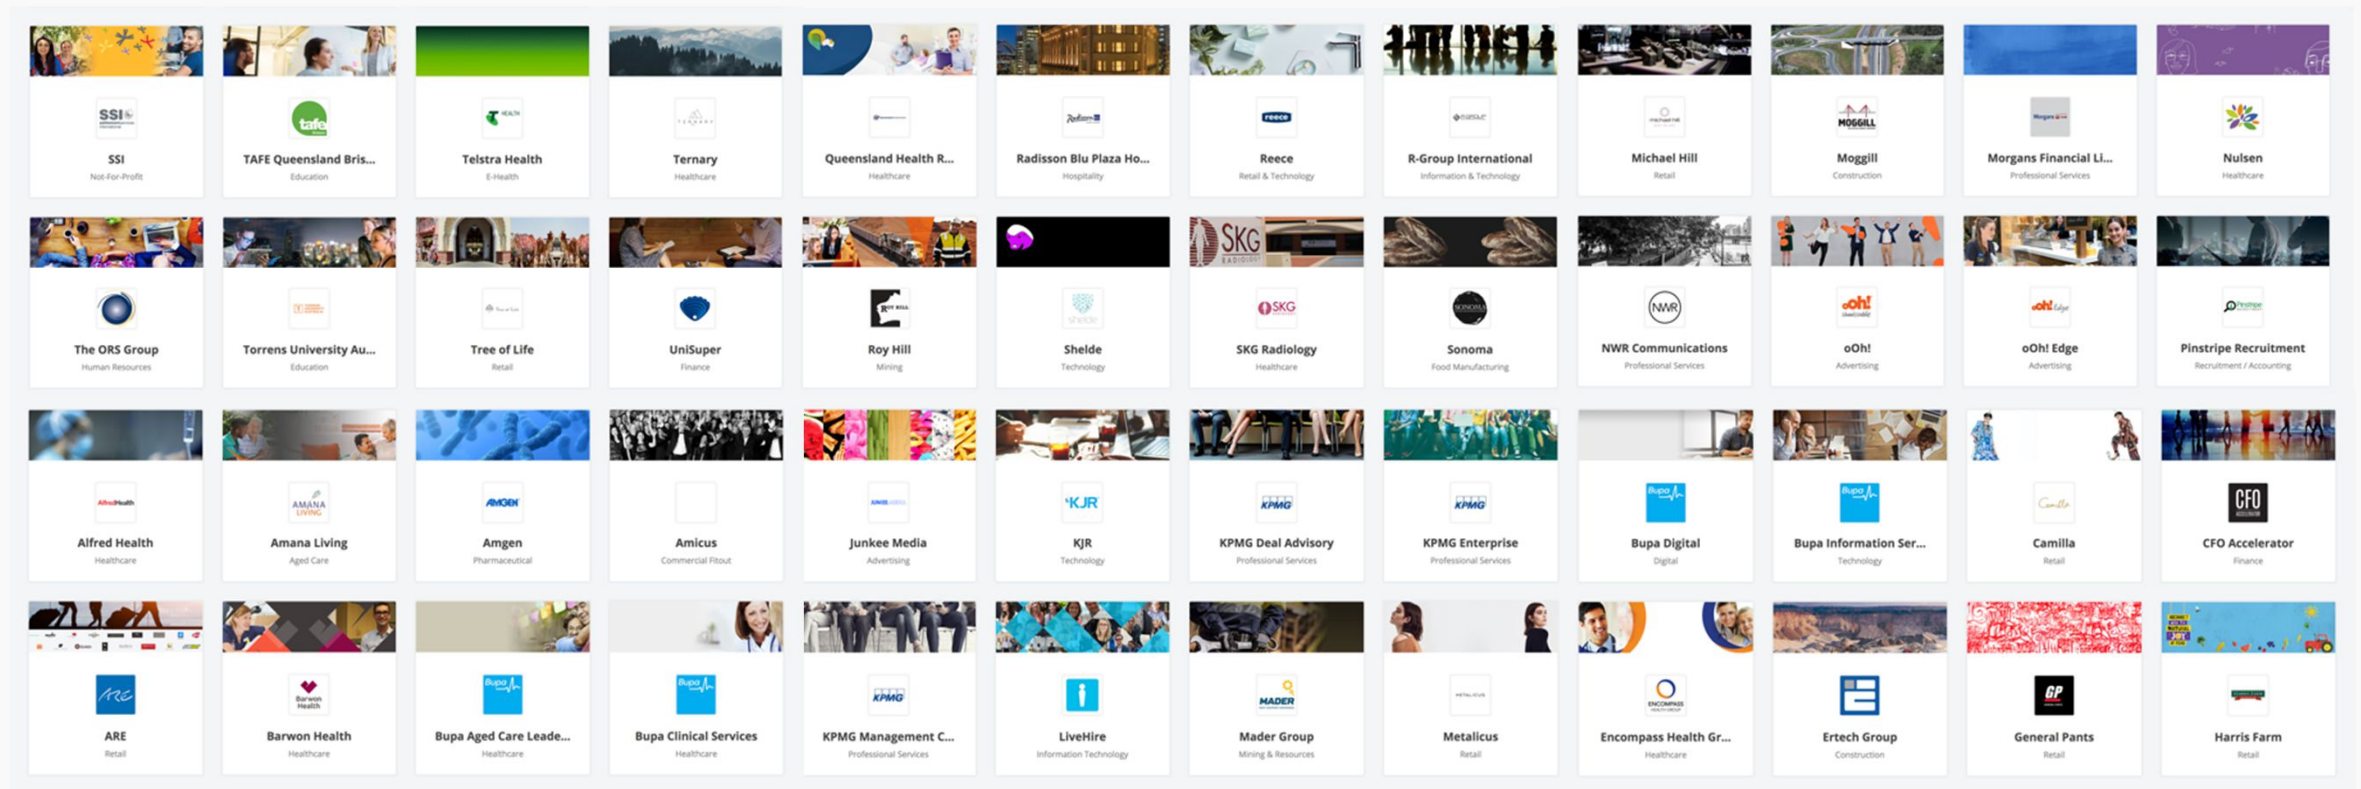 SSI
TAFE Queensland Bris...
Telstra Health
Ternary
Queensland Health R...
Radisson Blu Plaza Ho...
Reece
R-Group International
Michael Hill
Moggill
Morgans Financial Li...
Nulsen
Not-For-Profit
Education
E-Health
Healthcare
Healthcare
Hospitality
Retail & Technology
Information & Technology
Retail
Construction
Professional Services
Healthcare
SKG
RADIOLOGY
The ORS Group
Torrens University Au...
Tree of Life
UniSuper
Roy Hill
Shelde
SKG Radiology
Sonoma
NWR Communications
oOh!
oOh! Edge
Pinstripe Recruitment
Human Resources
Education
Retail
Finance
Mining
Technology
Healthcare
Food Manufacturing
Professional Services
Advertising
Advertising
Recruitment / Accounting
Alfred Health
Amana Living
Amgen
Amicus
Junkee Media
KJR
KPMG Deal Advisory
KPMG Enterprise
Bupa Digital
Bupa Information Ser...
Camilla
CFO Accelerator
Healthcare
Aged Care
Pharmaceutical
Commercial Fitout
Advertising
Technology
Professional Services
Professional Services
Digital
Technology
Retail
Finance
ARE
Barwon Health
Bupa Aged Care Leade...
Bupa Clinical Services
KPMG Management C...
LiveHire
Mader Group
Metalicus
Encompass Health Gr...
Ertech Group
General Pants
Harris Farm
Retail
Healthcare
Healthcare
Healthcare
Professional Services
Information Technology
Mining & Resources
Retail
Healthcare
Construction
Retail
Retail